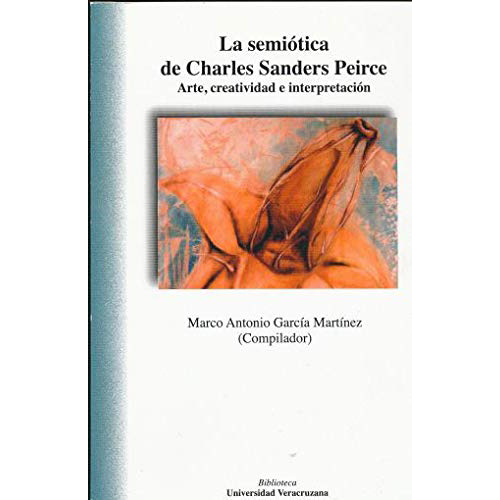 La semiótica
de Charles Sanders Peirce
Arte, creatividad e interpretación
Marco Antonio García Martínez
(Compilador)
Biblioteca
Universidad Veracruzana